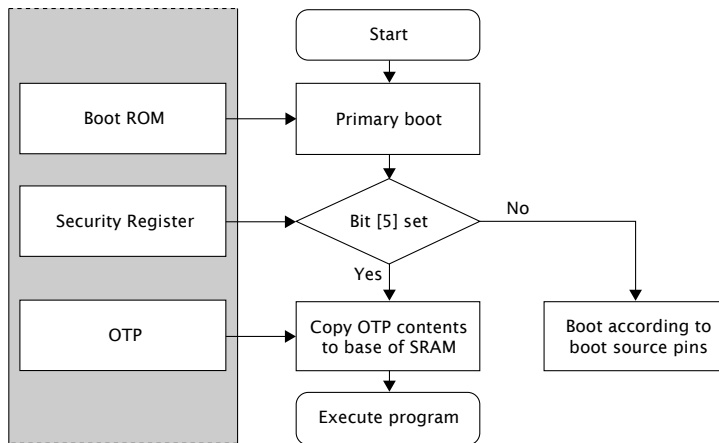 Start
Boot ROM
Primary boot
Security Register
Bit [5] set
No
Yes
OTP
Copy OTP contents
to base of SRAM
Boot according to
boot source pins
Execute program